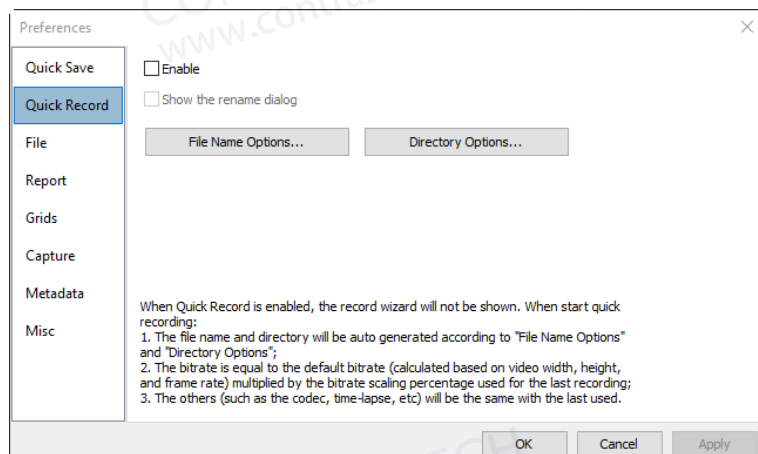 Preferences
Quick Save
Quick Record
File
Report
Grids
Capture
Metadata
Misc
Enable
Show the rename dialog
File Name Options...
Directory Options...
When Quick Record is enabled, the record wizard will not be shown. When start quick
recording:
1. The file name and directory will be auto generated according to "File Name Options"
and "Directory Options";
2. The bitrate is equal to the default bitrate (calculated based on video width, height,
and frame rate) multiplied by the bitrate scaling percentage used for the last recording;
3. The others (such as the codec, time-lapse, etc) will be the same with the last used.
OK
Cancel
Apply